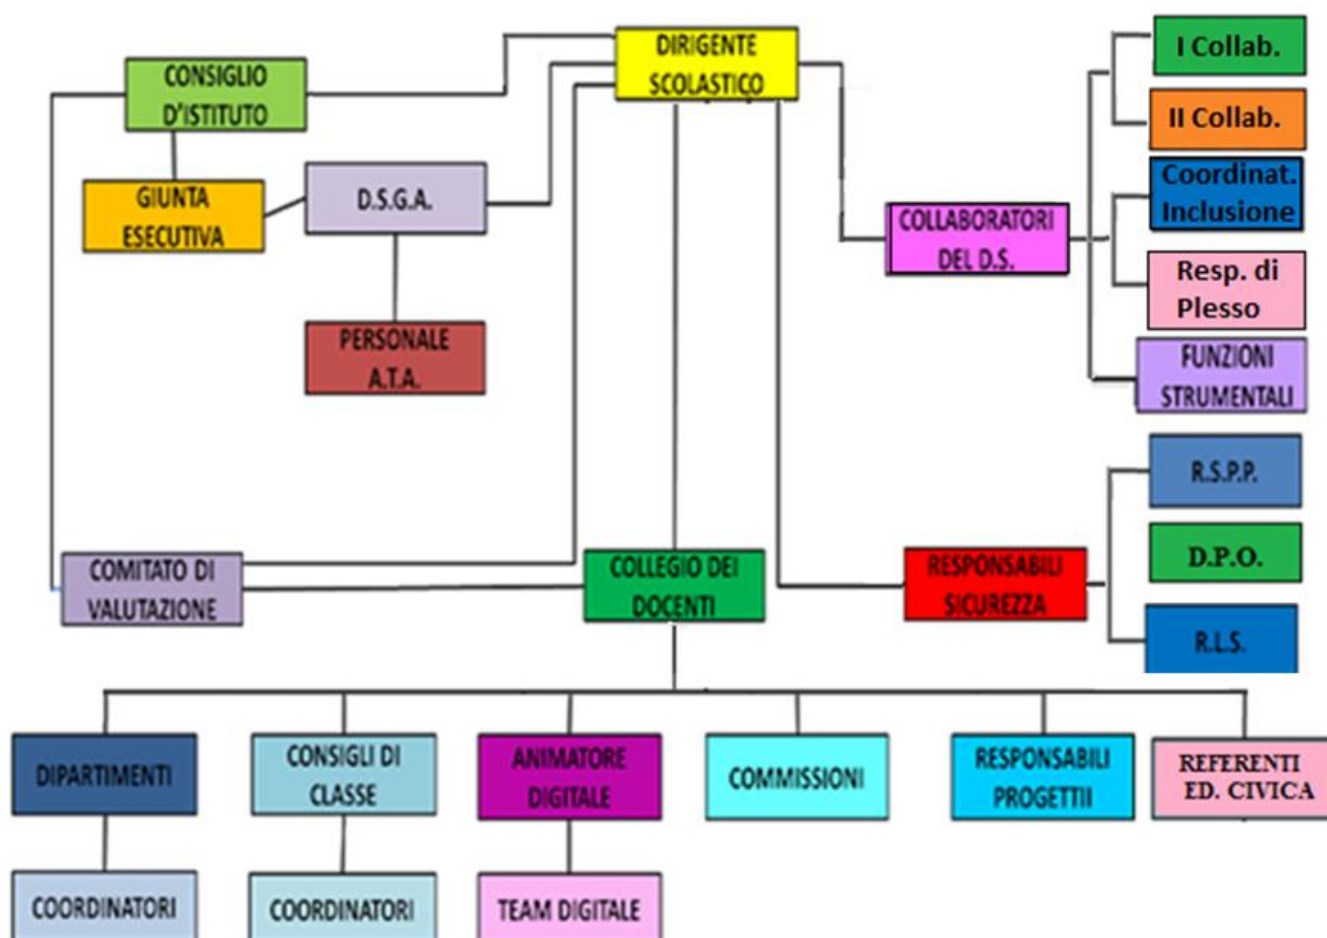 DIRIGENTE
SCOLASTICO
CONSIGLIO
D'ISTITUTO
GIUNTA
ESECUTIVA
D.S.G.A.
PERSONALE
A.T.A.
COLLABORATORI
DEL D.S.
I Collab.
II Collab.
Coordinat.
Inclusione
Resp. di
Plesso
FUNZIONI
STRUMENTALI
R.S.P.P.
D.P.O.
R.L.S.
COMITATO DI
VALUTAZIONE
COLLEGIO DEI
DOCENTI
RESPONSABILI
SICUREZZA
DIPARTIMENTI
CONSIGLI DI
CLASSE
ANIMATORE
DIGITALE
COMMISSIONI
RESPONSABILI
PROGETTII
REFERENTI
ED. CIVICA
COORDINATORI
COORDINATORI
TEAM DIGITALE